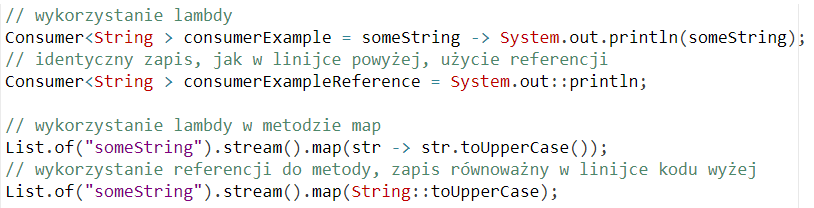 // wykorzystanie lambdy
Consumer<String > consumerExample = someString -> System.out.println(someString);
// identyczny zapis, jak w linijce powyżej, użycie referencji
Consumer<String > consumerExampleReference = System.out::println;

// wykorzystanie lambdy w metodzie map
List.of("someString").stream().map(str -> str.toUpperCase());
// wykorzystanie referencji do metody, zapis równoważny w linijce kodu wyżej
List.of("someString").stream().map(String::toUpperCase);